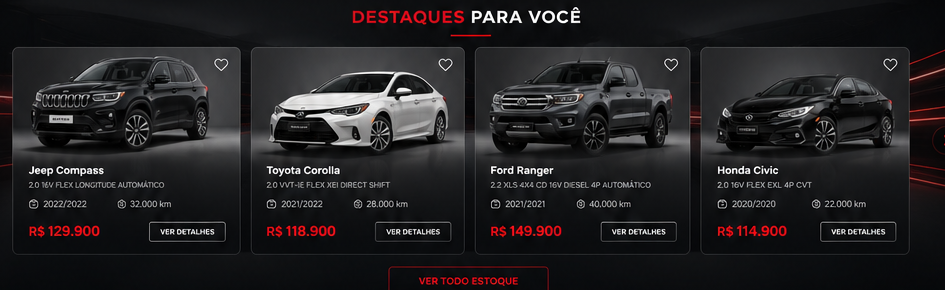 DESTAQUES PARA VOCÊ
Jeep Compass
2.0 16V FLEX LONGITUDE AUTOMÁTICO
2022/2022 32.000 km
R$ 129.900 VER DETALHES
Toyota Corolla
2.0 VVT-IE FLEX XEI DIRECT SHIFT
2021/2022 28.000 km
R$ 118.900 VER DETALHES
Ford Ranger
2.2 XLS 4X4 CD 16V DIESEL 4P AUTOMÁTICO
2021/2021 40.000 km
R$ 149.900 VER DETALHES
Honda Civic
2.0 16V FLEX EXL 4P CVT
2020/2020 22.000 km
R$ 114.900 VER DETALHES
VER TODO ESTOQUE